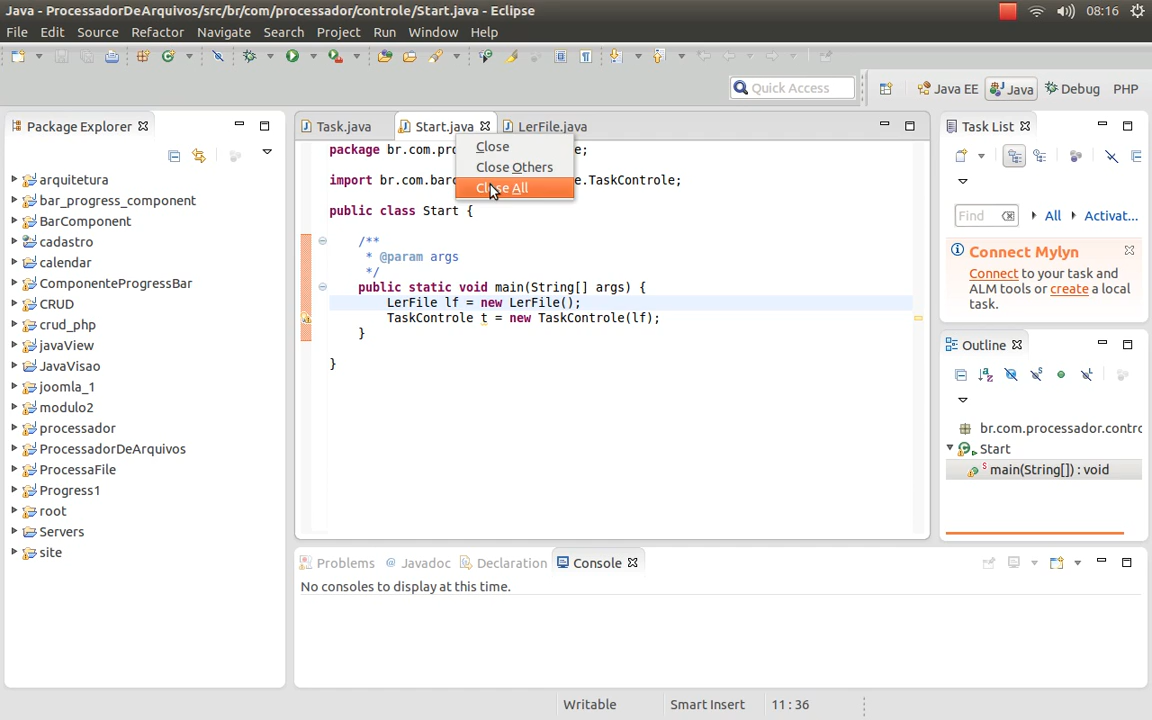 Java - ProcessadorDeArquivos/src/br/com/processador/controle/Start.java - Eclipse
08:16
File Edit Source Refactor Navigate Search Project Run Window Help
Quick Access
Java EE
Java
Debug
PHP
Package Explorer
arquitetura
bar_progress_component
BarComponent
cadastro
calendar
ComponenteProgressBar
CRUD
crud_php
javaView
JavaVisao
joomla_1
modulo2
processador
ProcessadorDeArquivos
ProcessaFile
Progress1
root
Servers
site
Task.java
Start.java
LerFile.java
Close
Close Others
Close All
package br.com.pro e;
import br.com.bar e.TaskControle;
public class Start {
/**
* @param args
*/
public static void main(String[] args) {
LerFile lf = new LerFile();
TaskControle t = new TaskControle(lf);
}
}
Task List
Find
All
Activat...
Connect Mylyn
Connect to your task and
ALM tools or create a local
task.
Outline
br.com.processador.contro
Start
main(String[]) : void
Problems
@ Javadoc
Declaration
Console
No consoles to display at this time.
Writable
Smart Insert
11 : 36